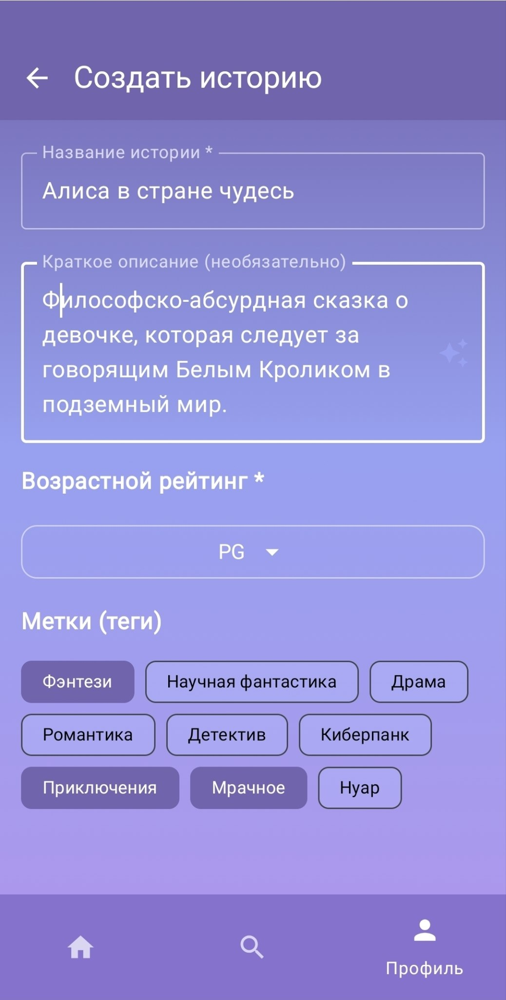 Создать историю
Название истории *
Алиса в стране чудесь
Краткое описание (необязательно)
Философско-абсурдная сказка о
девочке, которая следует за
говорящим Белым Кроликом в
подземный мир.
Возрастной рейтинг *
PG
Метки (теги)
Фэнтези Научная фантастика Драма
Романтика Детектив Киберпанк
Приключения Мрачное Нуар
Профиль